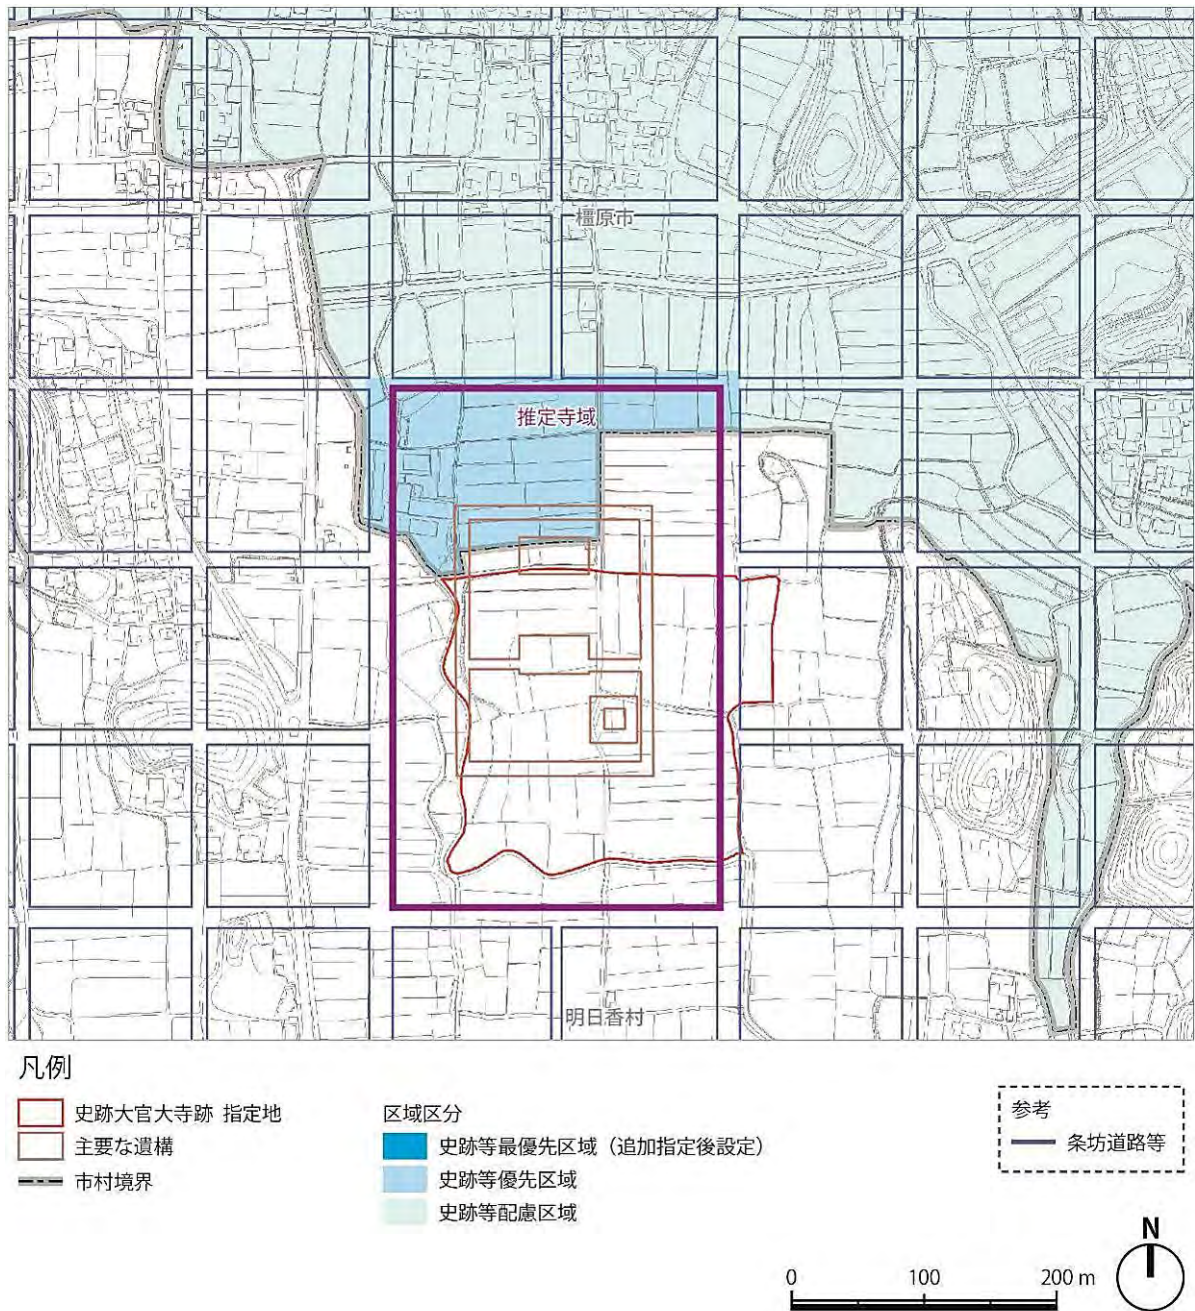 橿原市
推定寺域
明日香村
凡例
史跡大官大寺跡 指定地
主要な遺構
市村境界
区域区分
史跡等最優先区域（追加指定後設定）
史跡等優先区域
史跡等配慮区域
参考
条坊道路等
N
0 100 200 m